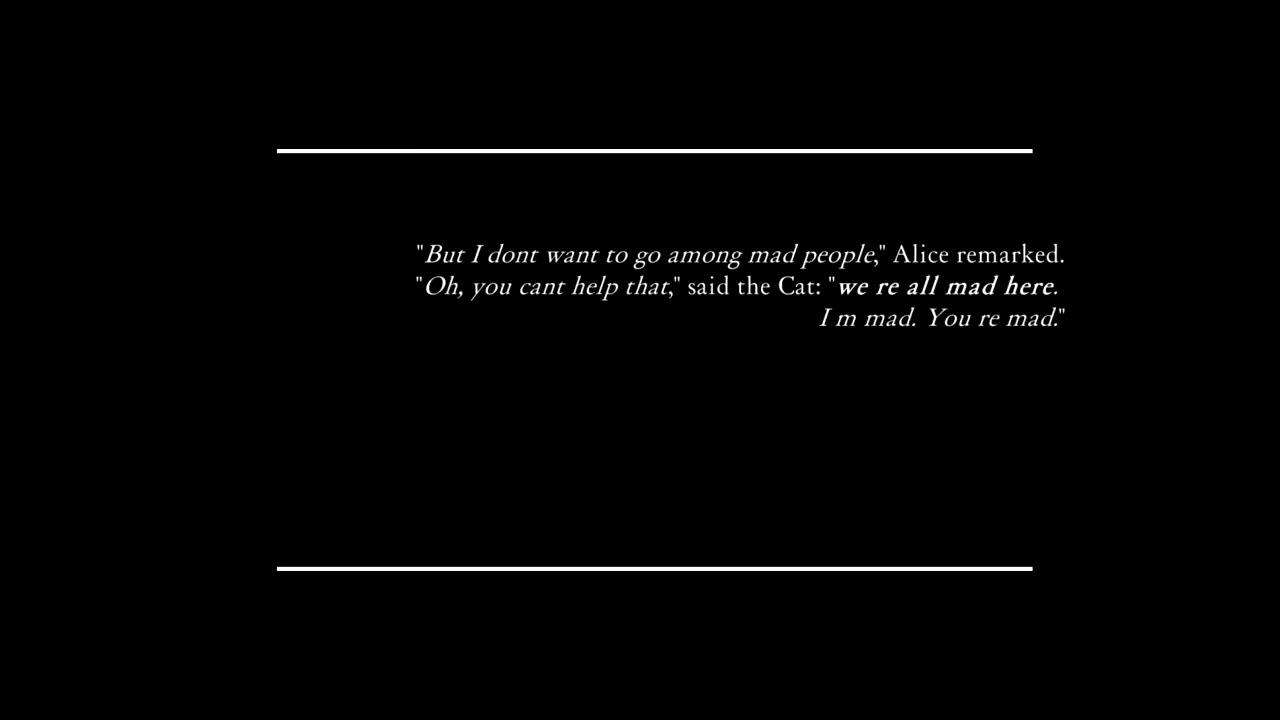 "But I dont want to go among mad people," Alice remarked.
"Oh, you cant help that," said the Cat: "we re all mad here.
I m mad. You re mad."